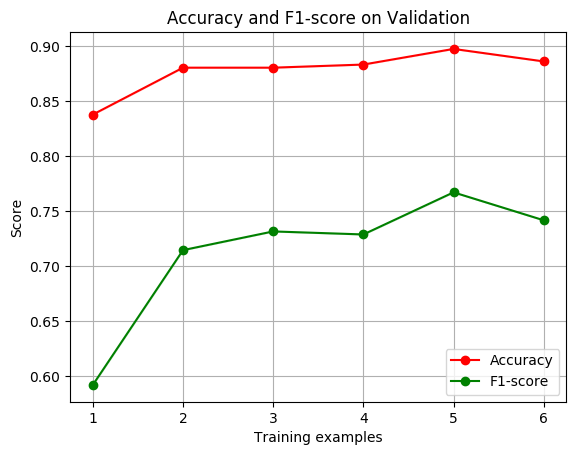 Accuracy and F1-score on Validation
0.90
0.85
0.80
0.75
0.70
0.65
0.60
Score
Accuracy
F1-score
1 2 3 4 5 6
Training examples